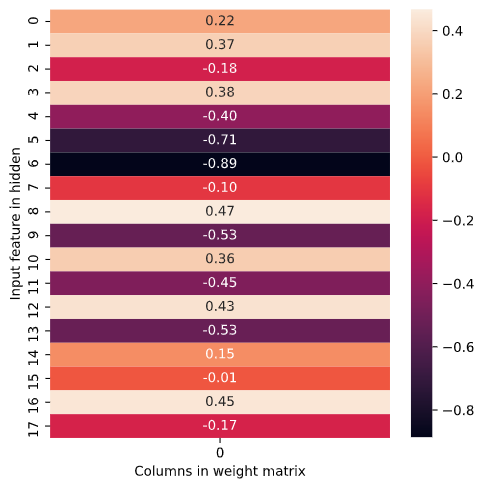 0 0.22 0.4
1 0.37
2 -0.18 0.2
3 0.38
4 -0.40
5 -0.71 0.0
6 -0.89
7 -0.10 −0.2
8 0.47
9 -0.53
10 0.36 −0.4
11 -0.45
12 0.43
13 -0.53 −0.6
14 0.15
15 -0.01
16 0.45 −0.8
17 -0.17
Input feature in hidden
0
Columns in weight matrix